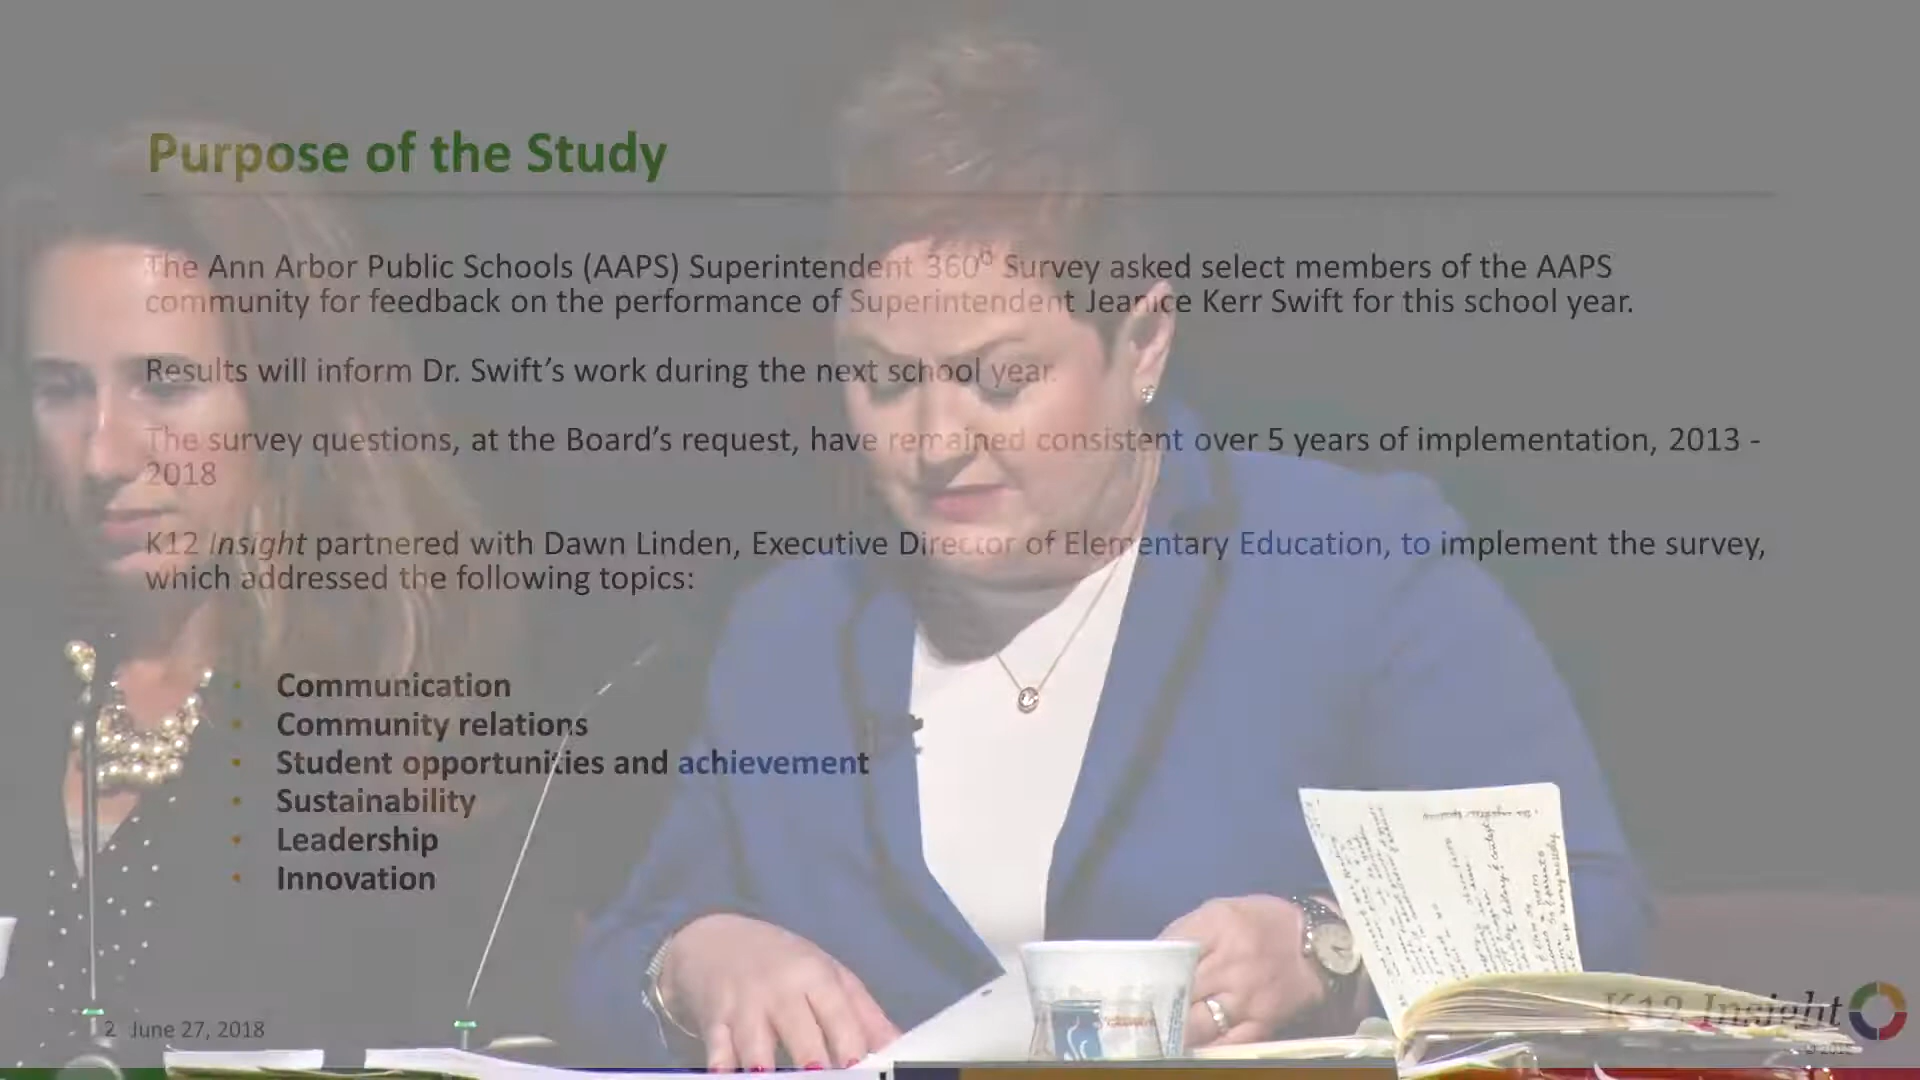 Purpose of the Study
The Ann Arbor Public Schools (AAPS) Superintendent 360⁰ Survey asked select members of the AAPS
community for feedback on the performance of Superintendent Jeanice Kerr Swift for this school year.
Results will inform Dr. Swift’s work during the next school year.
The survey questions, at the Board’s request, have remained consistent over 5 years of implementation, 2013 -
2018
K12 Insight partnered with Dawn Linden, Executive Director of Elementary Education, to implement the survey,
which addressed the following topics:
• Communication
• Community relations
• Student opportunities and achievement
• Sustainability
• Leadership
• Innovation
2 June 27, 2018
K12 Insight